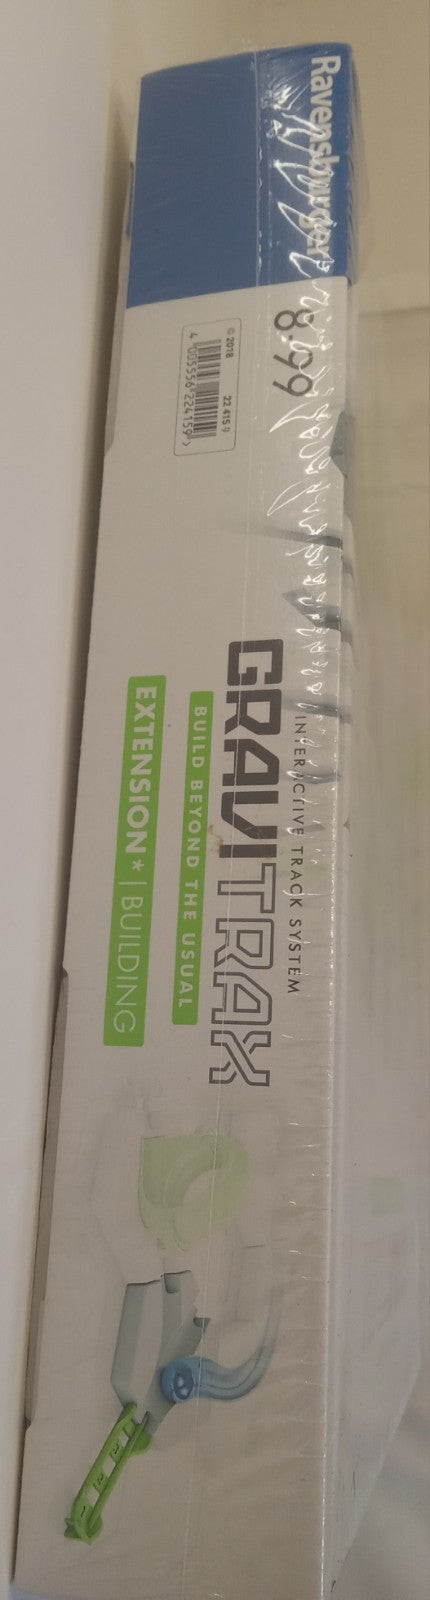 Ravensburger
8-99
© 2018
22 415 9
4 005556 224159 >
INTERACTIVE TRACK SYSTEM
GRAVITRAX
BUILD BEYOND THE USUAL
EXTENSION* | BUILDING